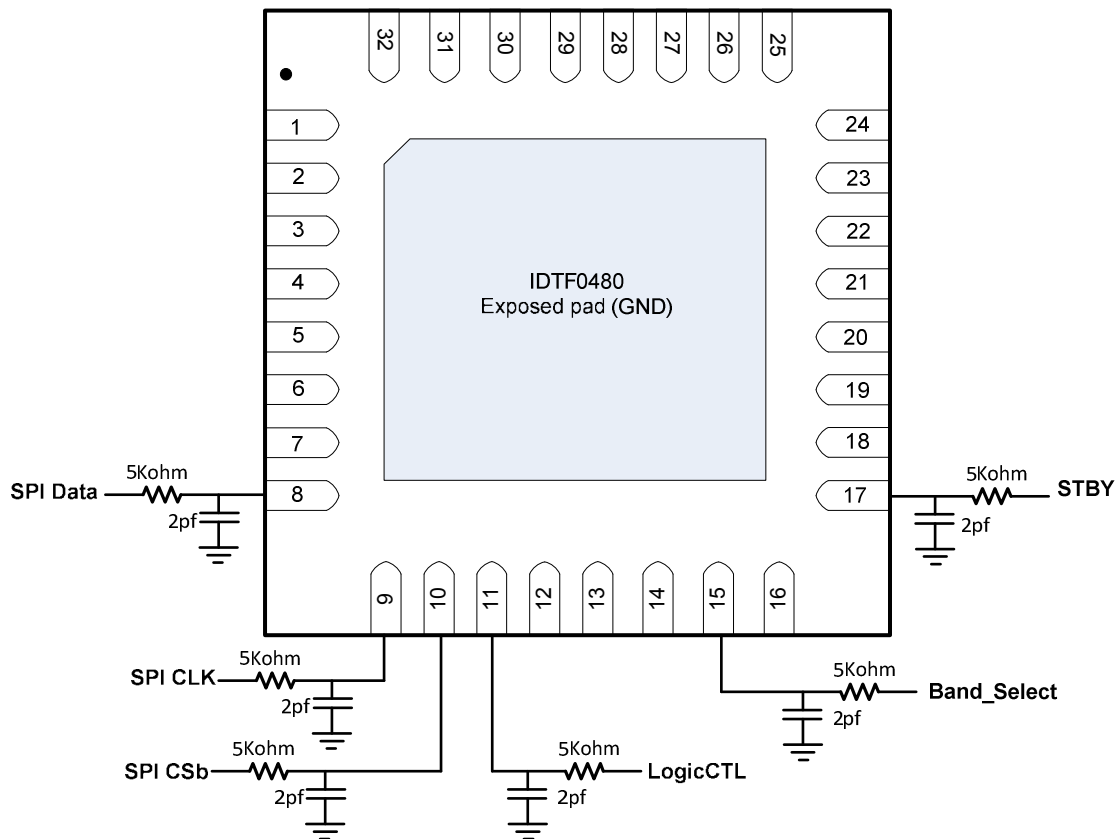 32
31
30
29
28
27
26
25
1
2
3
4
5
6
7
8
24
23
22
21
20
19
18
17
IDTF0480
Exposed pad (GND)
SPI Data
5Kohm
2pf
5Kohm
STBY
2pf
9
10
11
12
13
14
15
16
SPI CLK
5Kohm
2pf
5Kohm
Band_Select
2pf
SPI CSb
5Kohm
2pf
5Kohm
LogicCTL
2pf